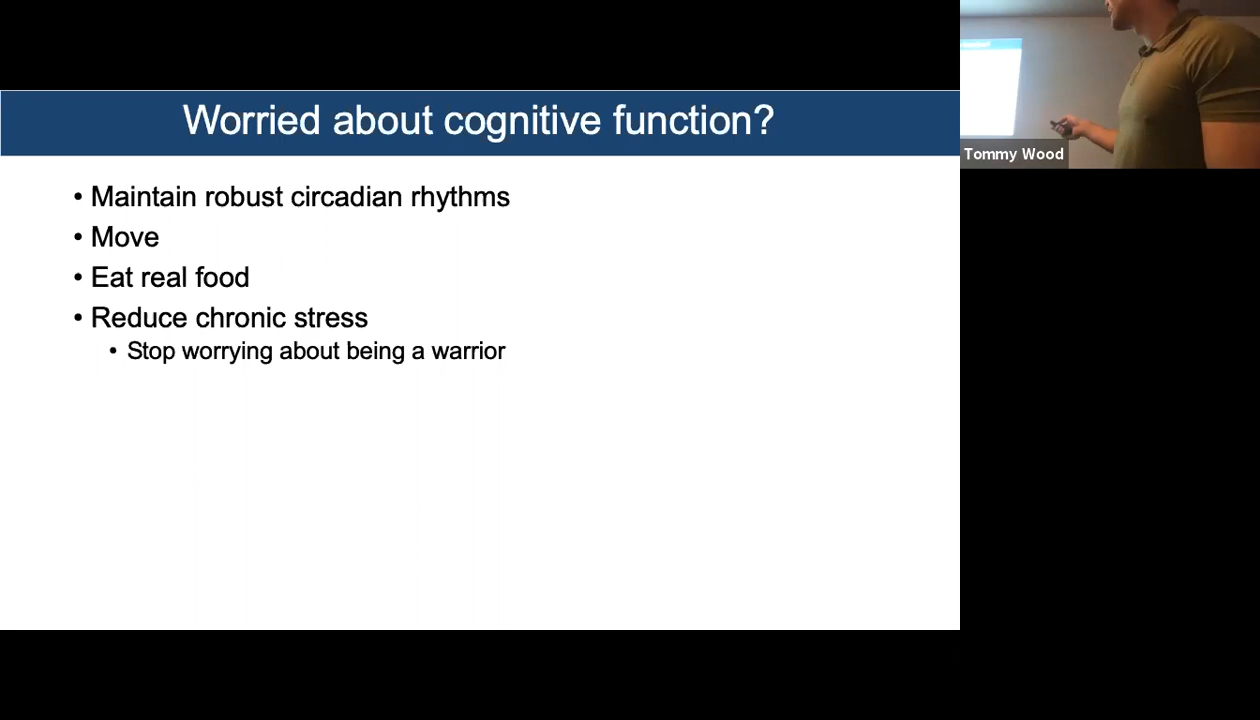 Worried about cognitive function?
• Maintain robust circadian rhythms
• Move
• Eat real food
• Reduce chronic stress
• Stop worrying about being a warrior
Tommy Wood